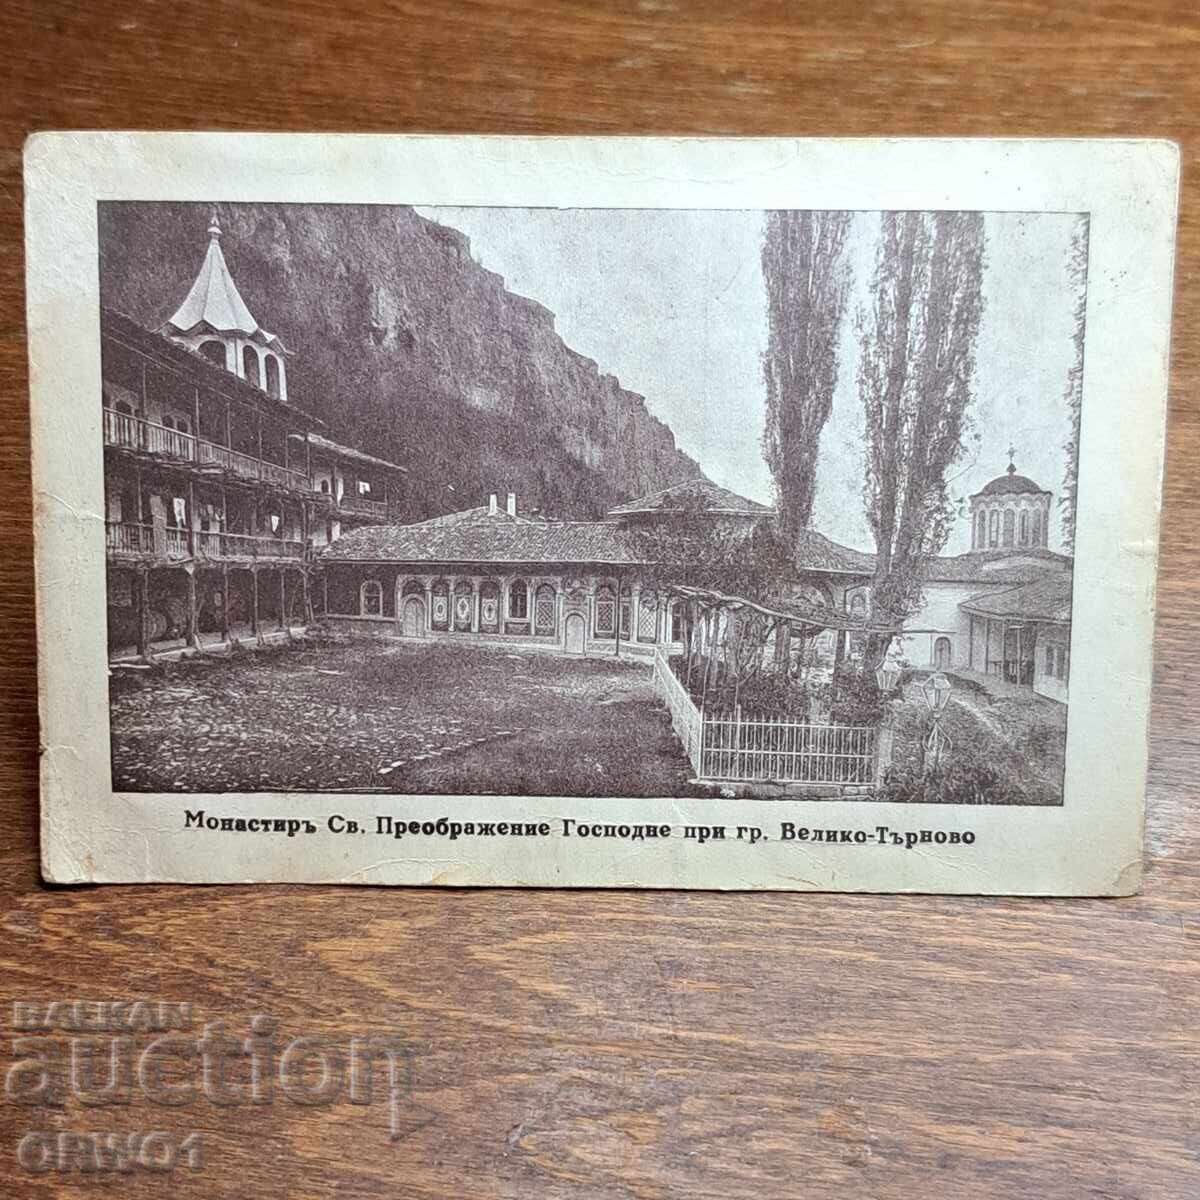 Монастиръ Св. Преображение Господне при гр. Велико-Търново
BALKAN
auction
ORW01